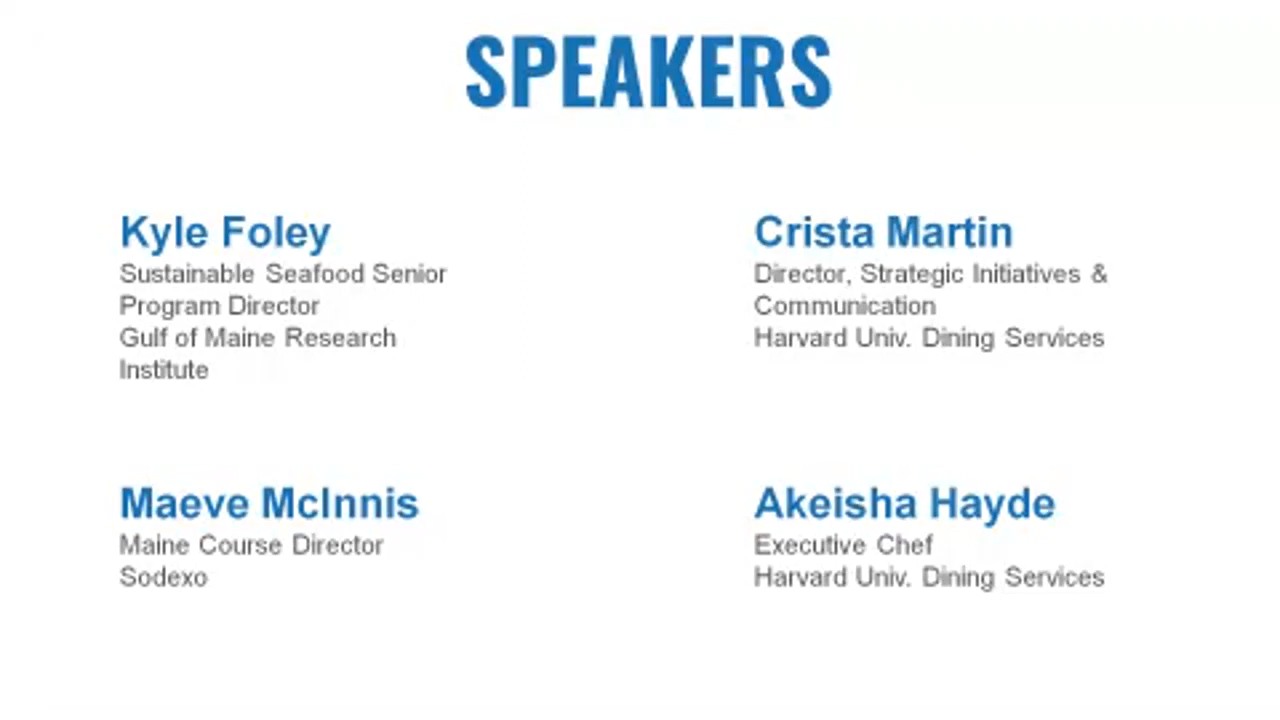 SPEAKERS
Kyle Foley
Sustainable Seafood Senior
Program Director
Gulf of Maine Research
Institute
Crista Martin
Director, Strategic Initiatives &
Communication
Harvard Univ. Dining Services
Maeve McInnis
Maine Course Director
Sodexo
Akeisha Hayde
Executive Chef
Harvard Univ. Dining Services